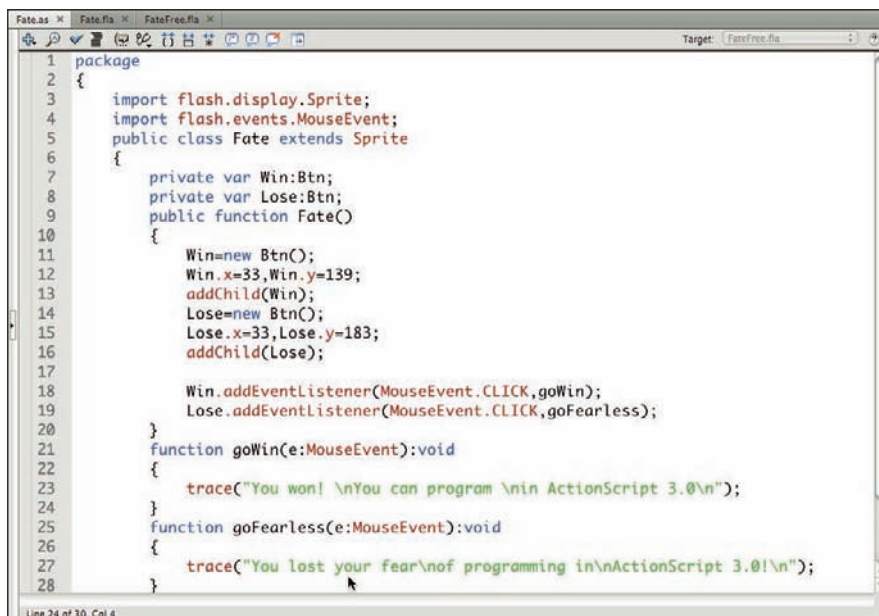 Fate.as × Fate.fla × FateFree.fla ×
Target: FateFree.fla
1 package
2 {
3 import flash.display.Sprite;
4 import flash.events.MouseEvent;
5 public class Fate extends Sprite
6 {
7 private var Win:Btn;
8 private var Lose:Btn;
9 public function Fate()
10 {
11 Win=new Btn();
12 Win.x=33,Win.y=139;
13 addChild(Win);
14 Lose=new Btn();
15 Lose.x=33,Lose.y=183;
16 addChild(Lose);
17
18 Win.addEventListener(MouseEvent.CLICK,goWin);
19 Lose.addEventListener(MouseEvent.CLICK,goFearless);
20 }
21 function goWin(e:MouseEvent):void
22 {
23 trace("You won! \nYou can program \nin ActionScript 3.0\n");
24 }
25 function goFearless(e:MouseEvent):void
26 {
27 trace("You lost your fear\nof programming in\nActionScript 3.0!\n");
28 }
Line 24 of 30, Col 4